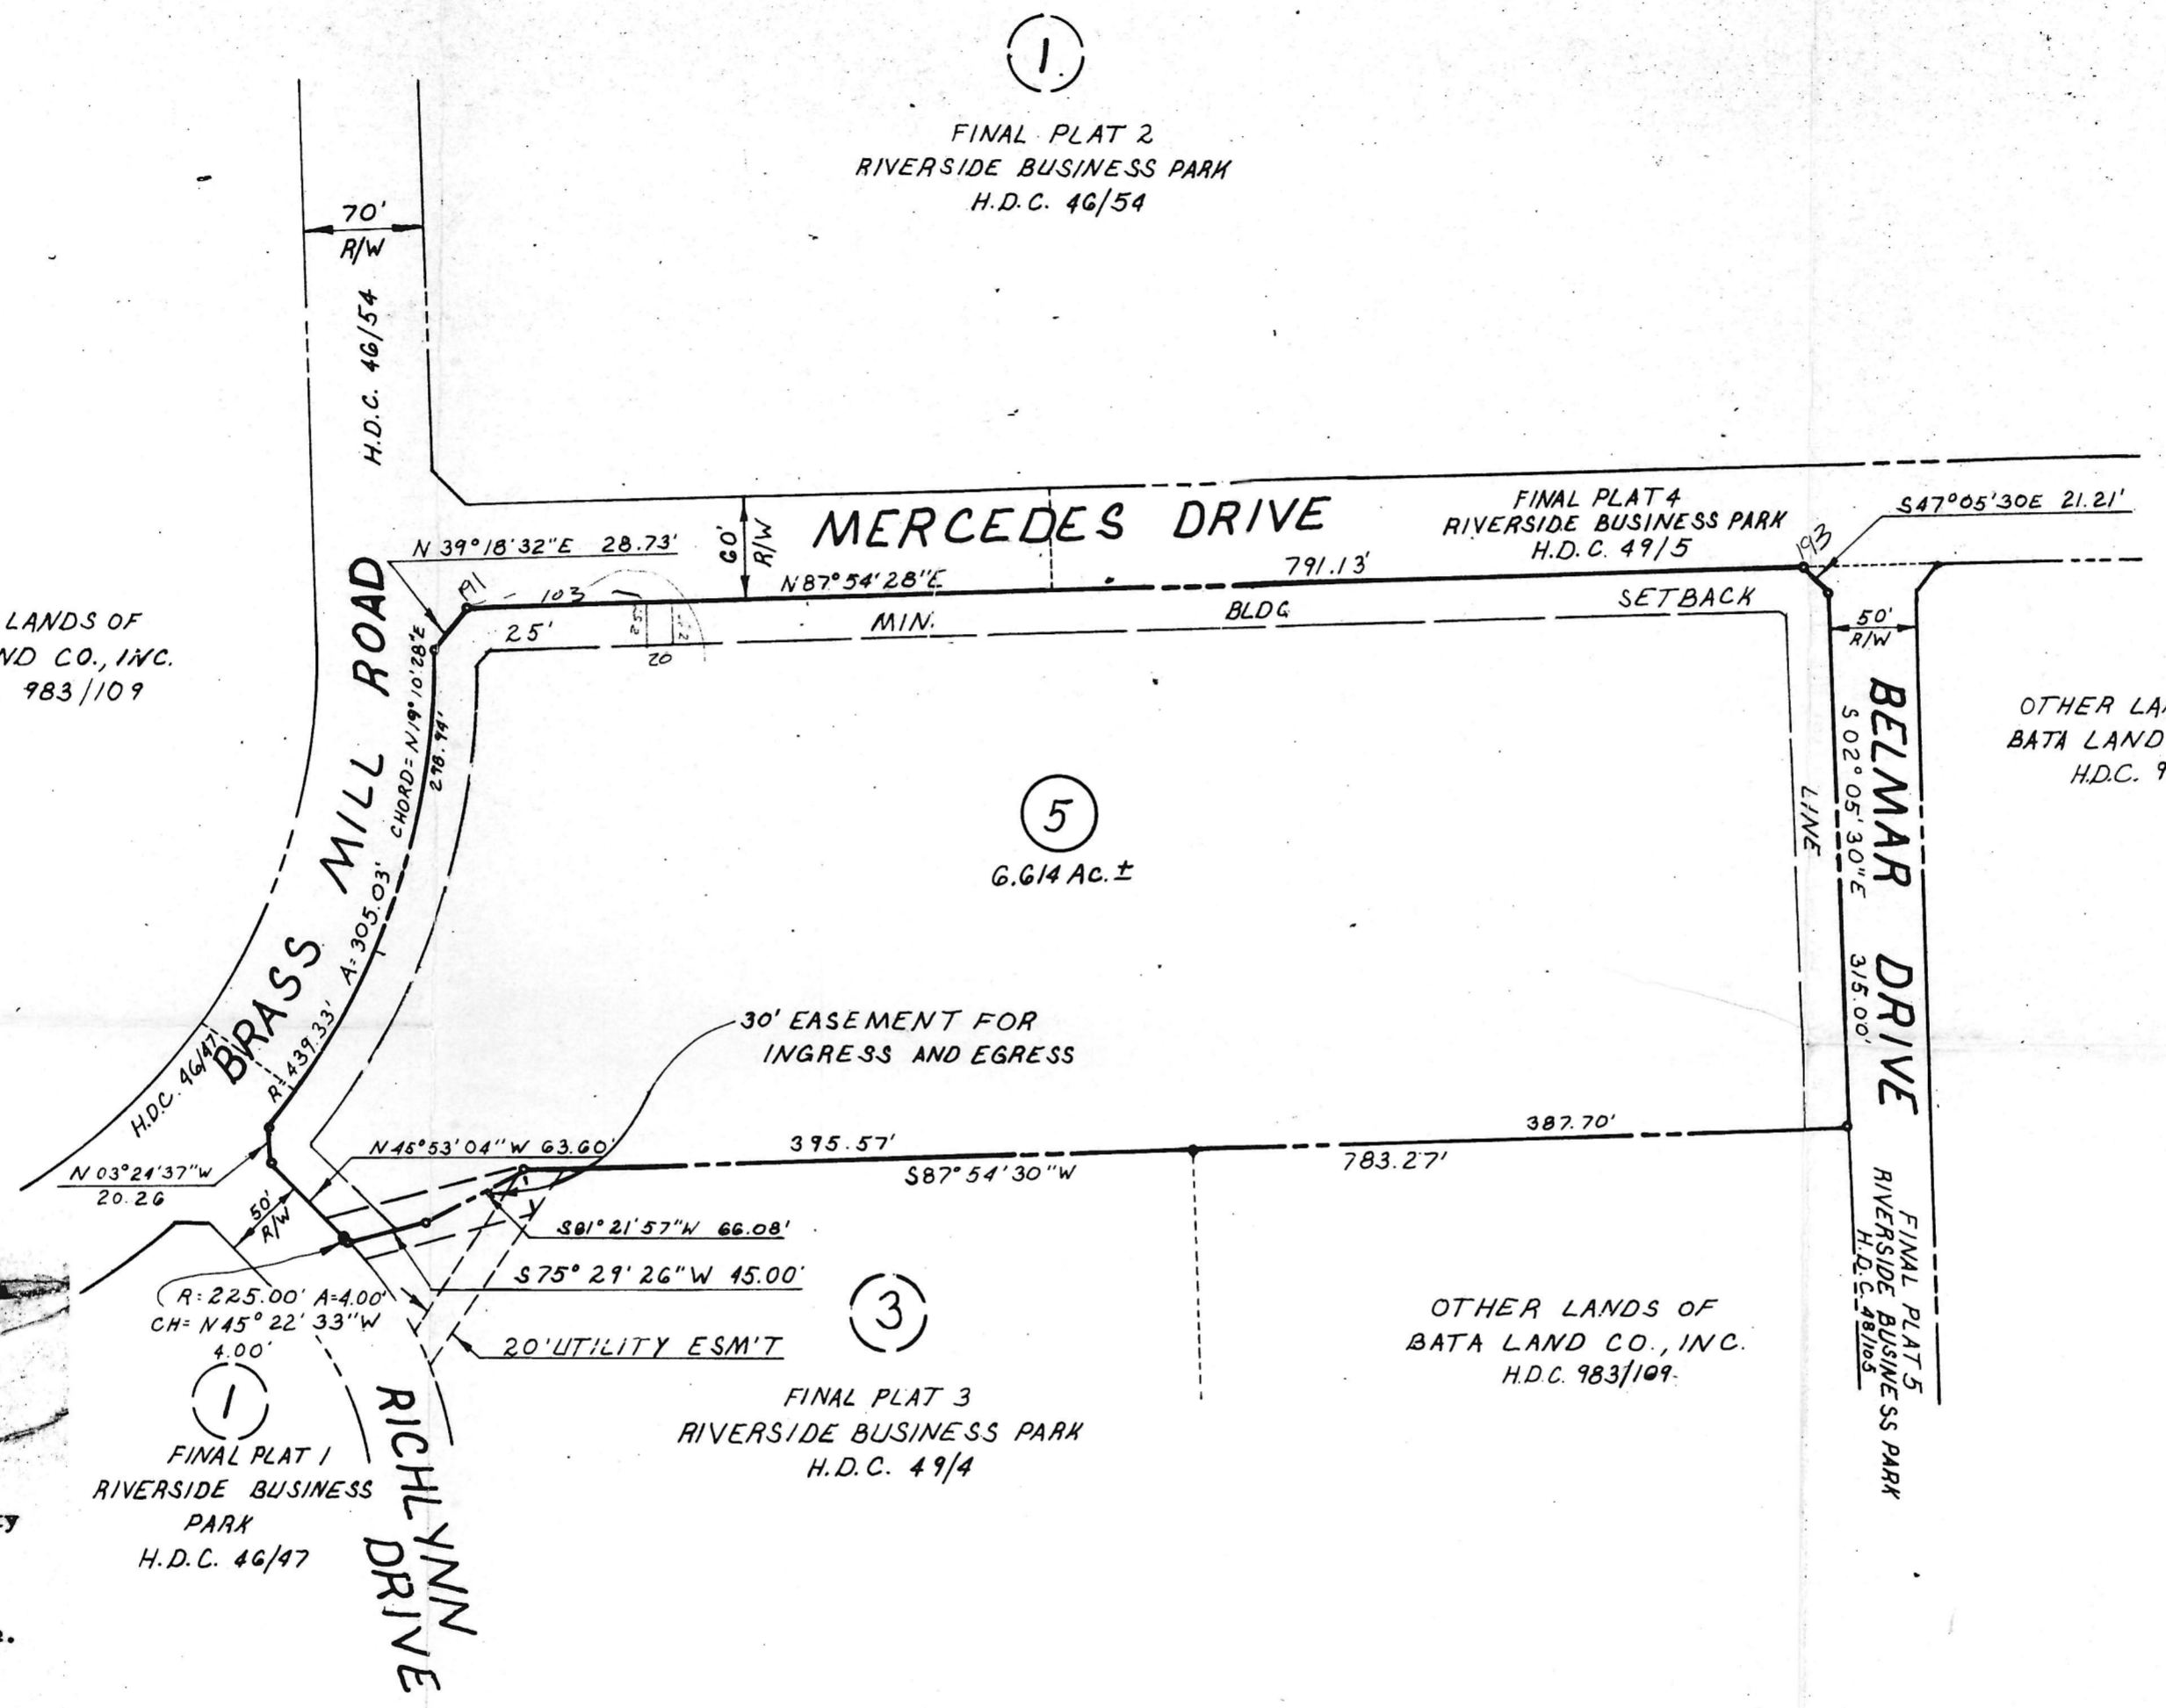 1
FINAL PLAT 2
RIVERSIDE BUSINESS PARK
H.D.C. 46/54
70'
R/W
H.D.C. 46/54
MERCEDES DRIVE
60'
R/W
FINAL PLAT 4
RIVERSIDE BUSINESS PARK
H.D.C. 49/5
S47°05'30E 21.21'
N 39°18'32"E 28.73'
191
103
N87°54'28"E
791.13'
193
25'
MIN.
BLDG
SETBACK
LINE
25
20
50'
R/W
LANDS OF
ND CO., INC.
983/109
BRASS MILL ROAD
CHORD=N19°10'28"E
298.94'
R=439.33' A=305.03'
H.D.C. 46/47
BELMAR DRIVE
S02°05'30"E 315.00'
OTHER LA
BATA LAND
H.D.C. 9
5
6.614 AC.±
30' EASEMENT FOR
INGRESS AND EGRESS
N45°53'04"W 63.60'
395.57'
387.70'
S87°54'30"W
783.27'
N 03°24'37"W
20.26
50'
R/W
S61°21'57"W 66.08'
S75°29'26"W 45.00'
R=225.00' A=4.00'
CH= N45°22'33"W
4.00'
20' UTILITY ESM'T
3
FINAL PLAT 3
RIVERSIDE BUSINESS PARK
H.D.C. 49/4
OTHER LANDS OF
BATA LAND CO., INC.
H.D.C. 983/109
FINAL PLAT 5
RIVERSIDE BUSINESS PARK
H.D.C. 48/105
1
FINAL PLAT 1
RIVERSIDE BUSINESS
PARK
H.D.C. 46/47
RICHLYNN
DRIVE